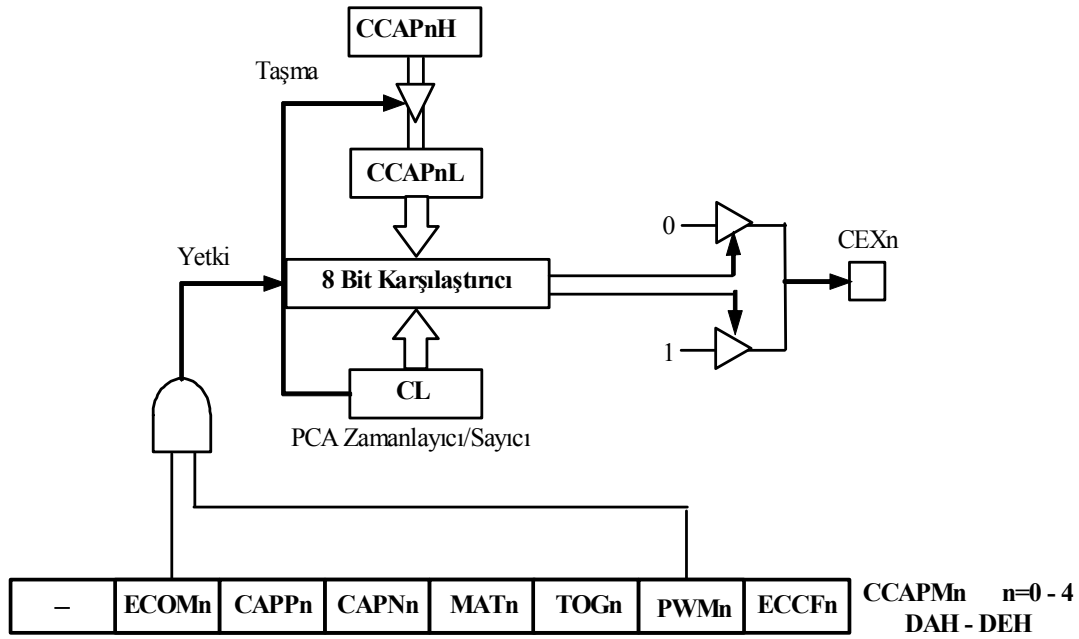 CCAPnH
Taşma
CCAPnL
0
CEXn
Yetki
8 Bit Karşılaştırıcı
1
CL
PCA Zamanlayıcı/Sayıcı
– ECOMn CAPPn CAPNn MATn TOGn PWMn ECCFn CCAPMn n=0 - 4
DAH - DEH